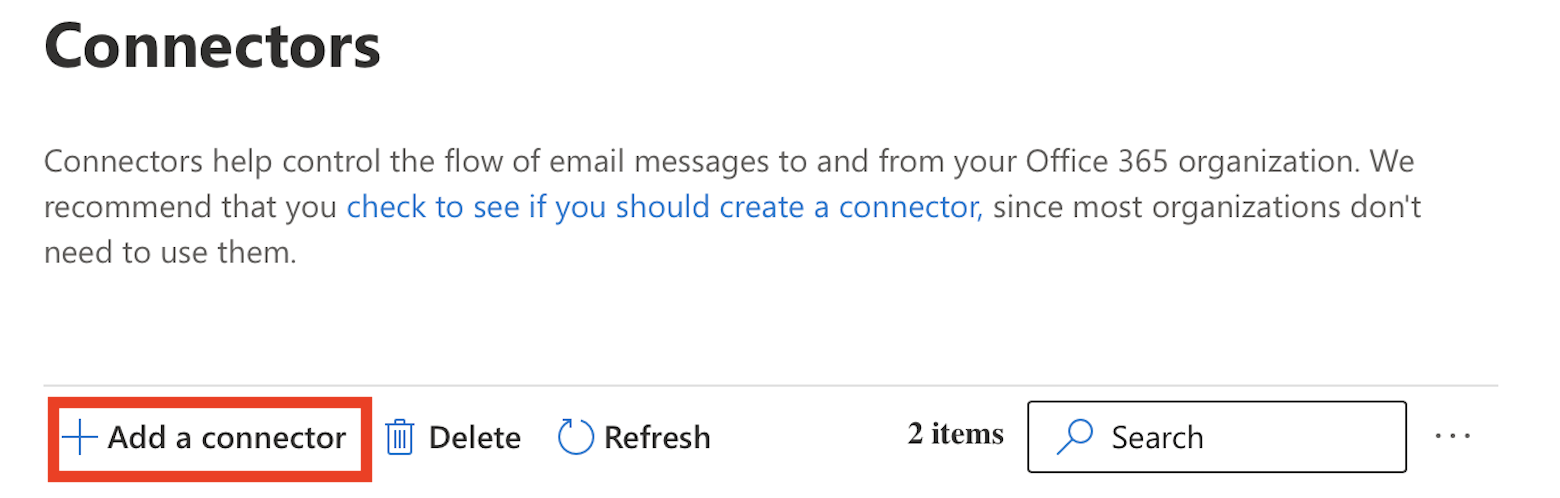 Connectors
Connectors help control the flow of email messages to and from your Office 365 organization. We
recommend that you check to see if you should create a connector, since most organizations don't
need to use them.
Add a connector Delete Refresh 2 items Search ...